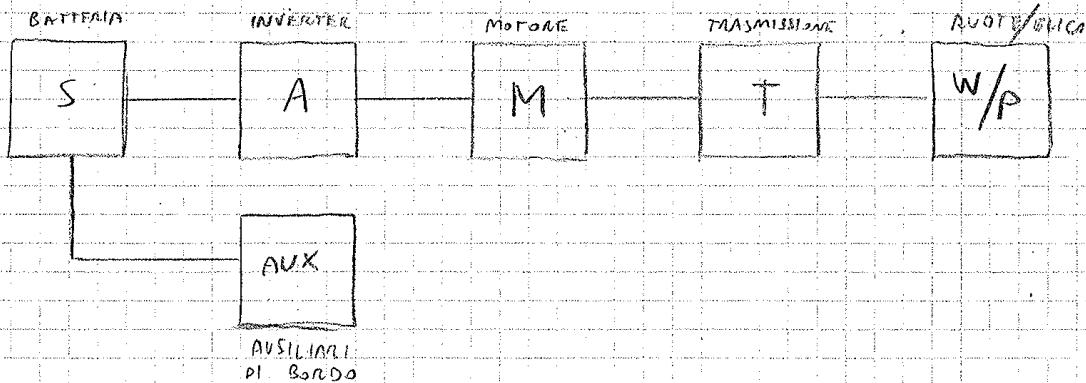 BATTERIA
INVERTER
MOTORE
TRASMISSIONE
RUOTE/ELICA
S
A
M
T
W/P
AUX
AUSILIARI
DI BORDO